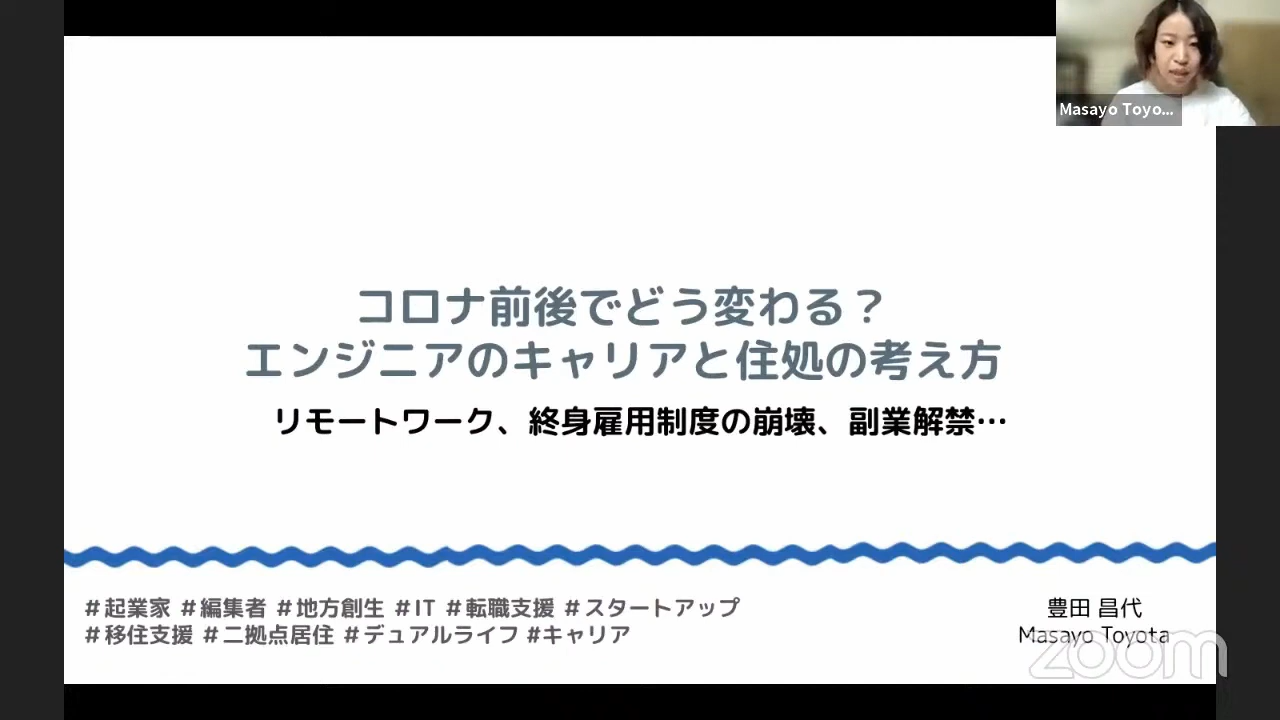 Masayo Toyo...
コロナ前後でどう変わる？
エンジニアのキャリアと住処の考え方
リモートワーク、終身雇用制度の崩壊、副業解禁…
#起業家 #編集者 #地方創生 #IT #転職支援 #スタートアップ
#移住支援 #二拠点居住 #デュアルライフ #キャリア
豊田 昌代
Masayo Toyota
zoom